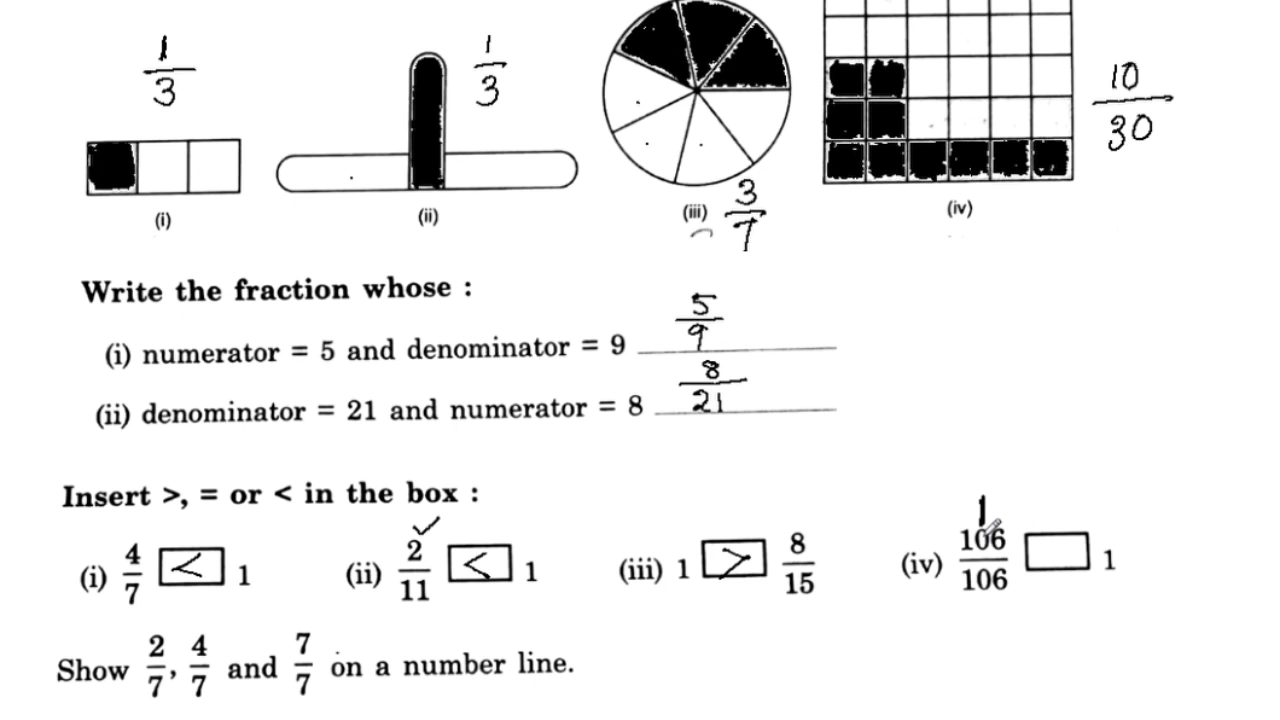 1/3
1/3
10/30
(i) (ii) (iii) 3/7 (iv)
Write the fraction whose :
(i) numerator = 5 and denominator = 9 5/9
(ii) denominator = 21 and numerator = 8 8/21
Insert >, = or < in the box :
(i) 4/7 < 1 (ii) 2/11 < 1 (iii) 1 > 8/15 (iv) 1 106/106 1
Show 2/7, 4/7 and 7/7 on a number line.